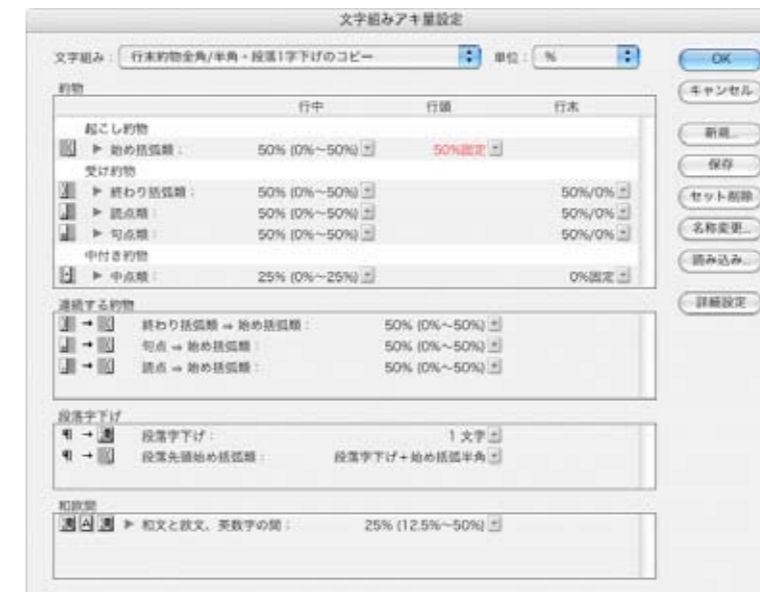 文字組みアキ量設定
文字組み： 行末約物全角/半角・段落1字下げのコピー 単位： %
OK
キャンセル
新規...
保存
セット削除
名称変更...
読み込み...
詳細設定
約物
行中 行頭 行末
起こし約物
始め括弧類： 50% (0%〜50%) 50%固定
受け約物
終わり括弧類： 50% (0%〜50%) 50%/0%
読点類： 50% (0%〜50%) 50%/0%
句点類： 50% (0%〜50%) 50%/0%
中付き約物
中点類： 25% (0%〜25%) 0%固定
連続する約物
終わり括弧類 ⇒ 始め括弧類： 50% (0%〜50%)
句点 ⇒ 始め括弧類： 50% (0%〜50%)
読点 ⇒ 始め括弧類： 50% (0%〜50%)
段落字下げ
段落字下げ： 1 文字
段落先頭始め括弧類： 段落字下げ+始め括弧半角
和欧間
和文と欧文、英数字の間： 25% (12.5%〜50%)